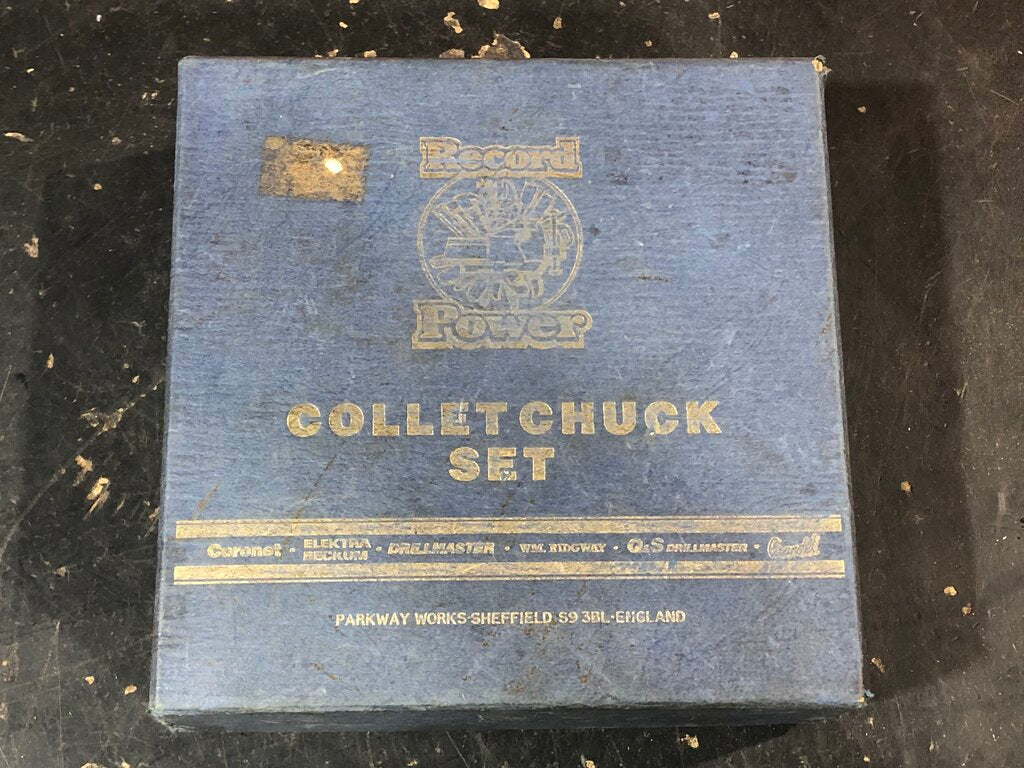 Record
Power
COLLET CHUCK
SET
Coronet · ELEKTRA BECKUM · DRILLMASTER · WM. RIDGWAY · Q&S DRILLMASTER ·
PARKWAY WORKS·SHEFFIELD S9 3BL·ENGLAND